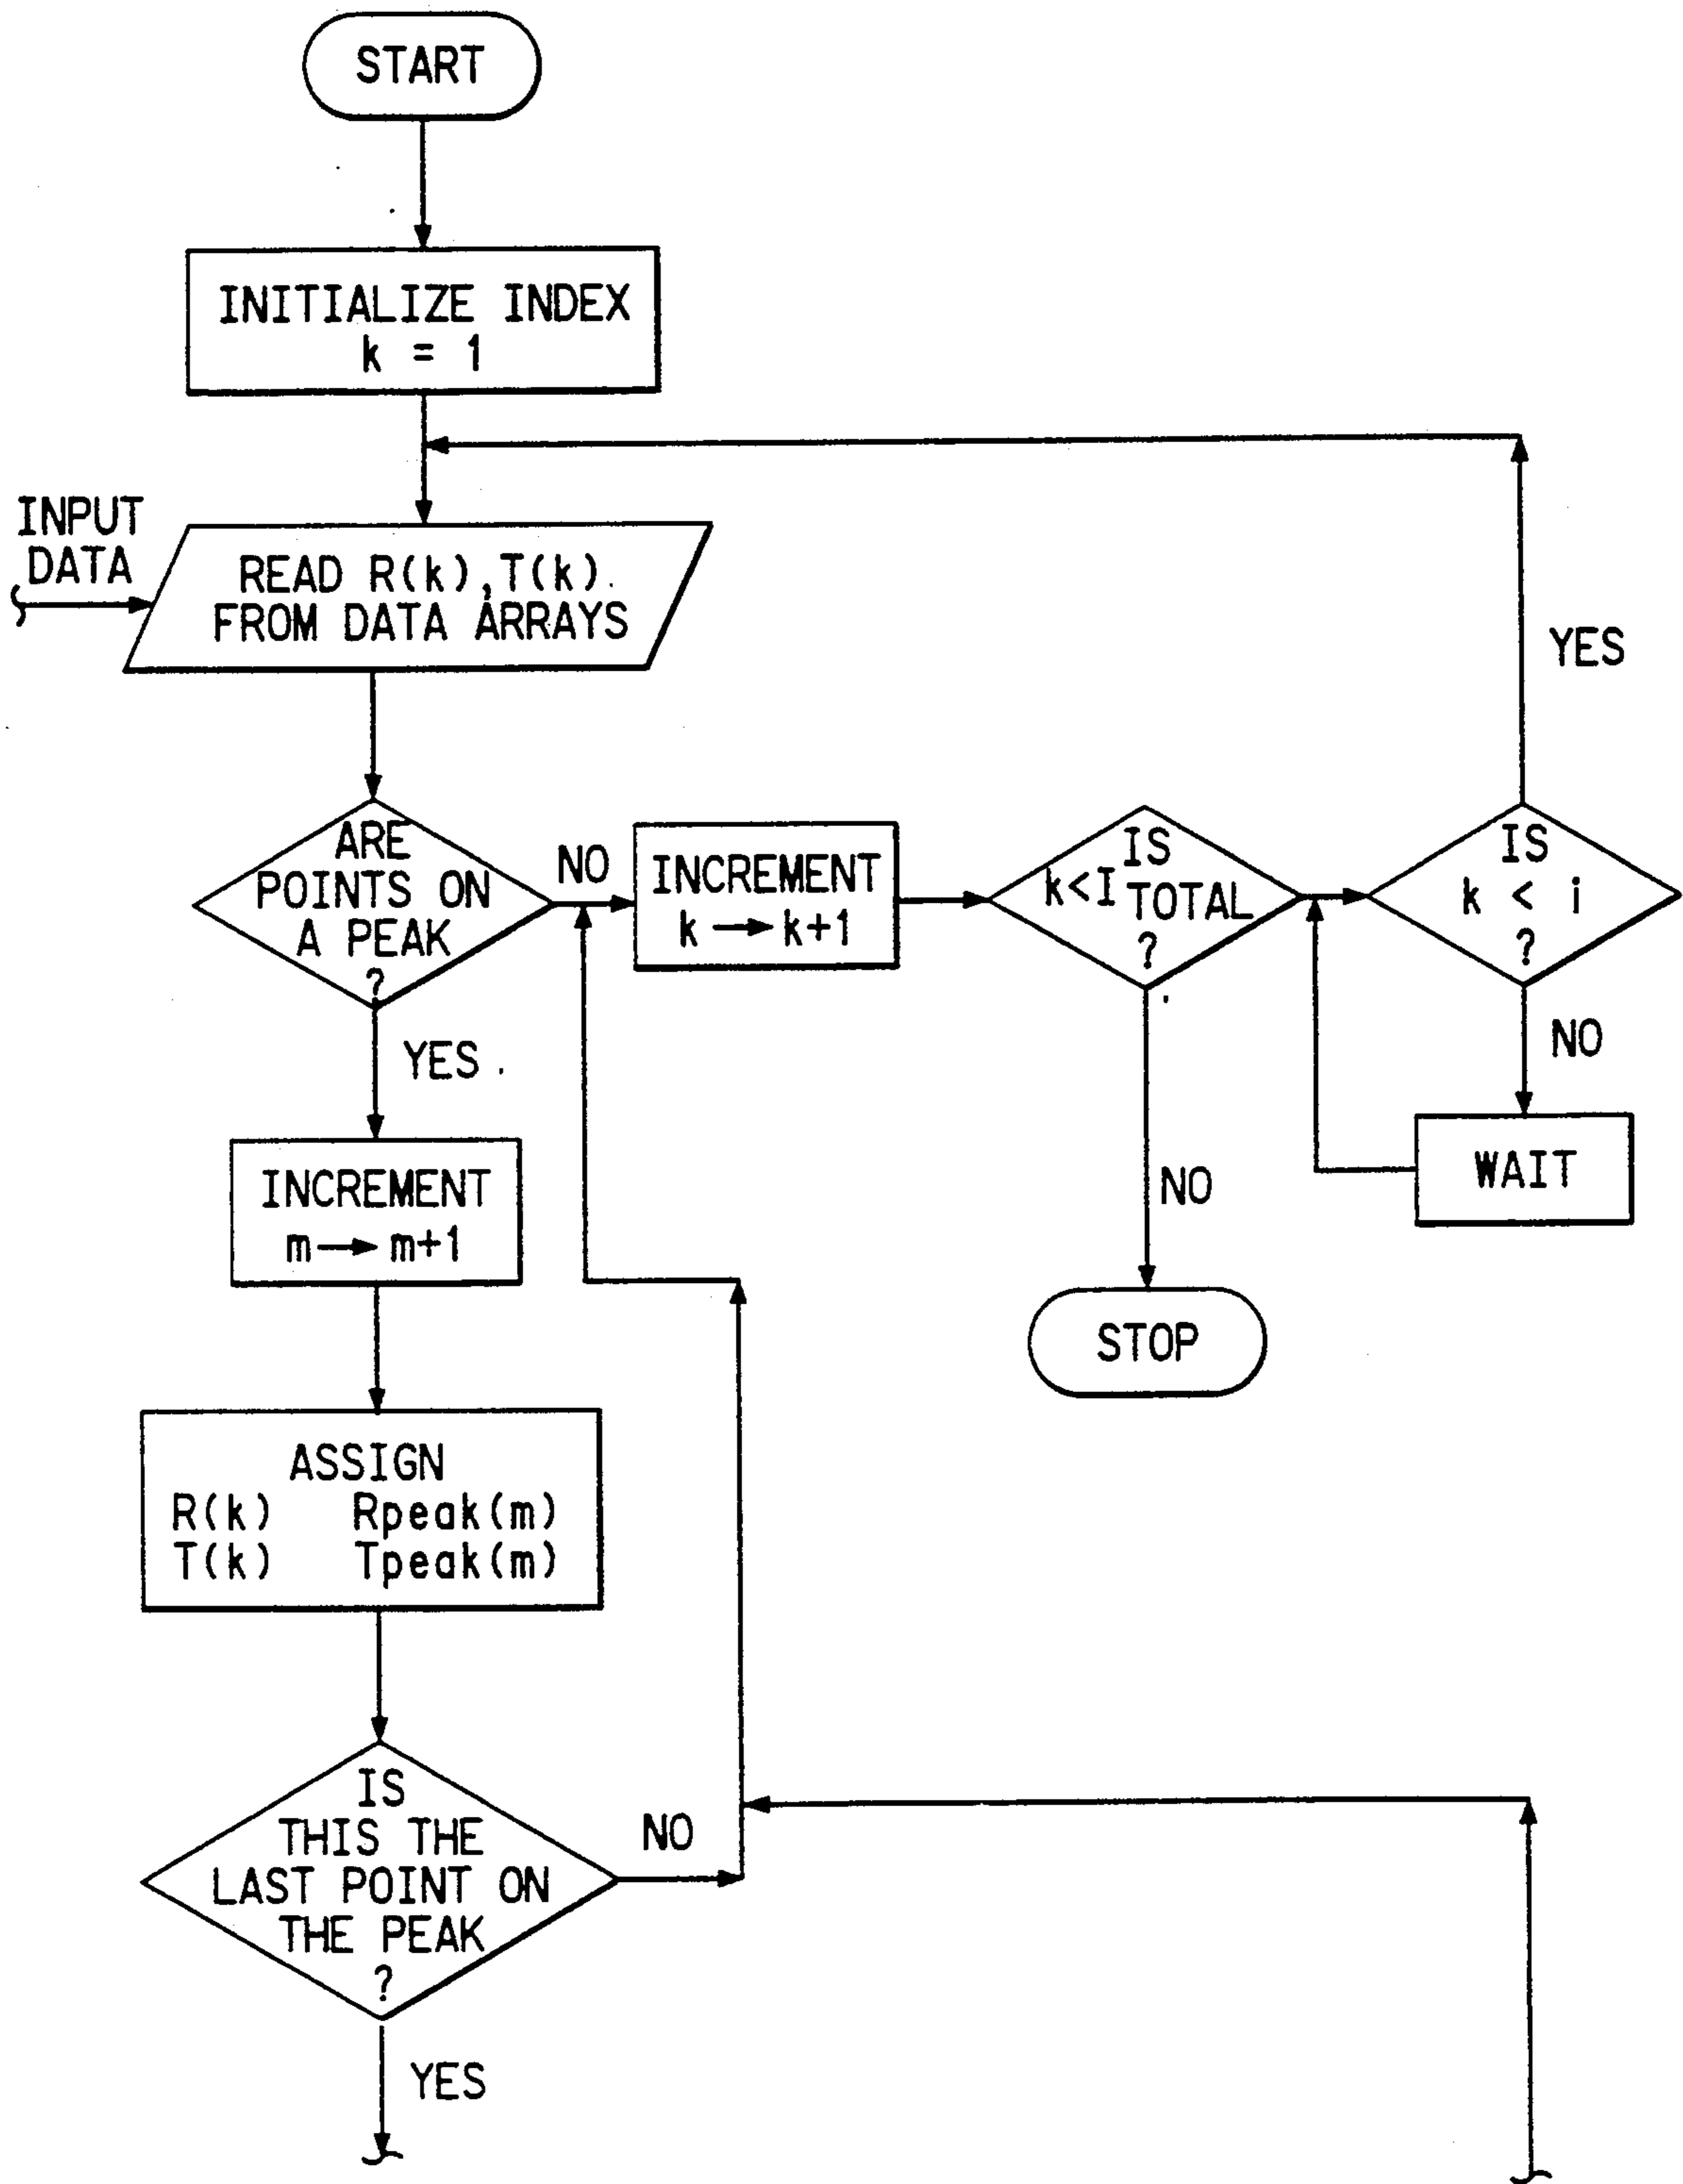 START
INITIALIZE INDEX
k = 1
INPUT
DATA
READ R(k),T(k)
FROM DATA ARRAYS
YES
ARE
POINTS ON
A PEAK
?
NO
INCREMENT
k → k+1
IS
k<I TOTAL
?
IS
k < i
?
YES
NO
NO
WAIT
INCREMENT
m → m+1
STOP
ASSIGN
R(k) Rpeak(m)
T(k) Tpeak(m)
IS
THIS THE
LAST POINT ON
THE PEAK
?
NO
YES